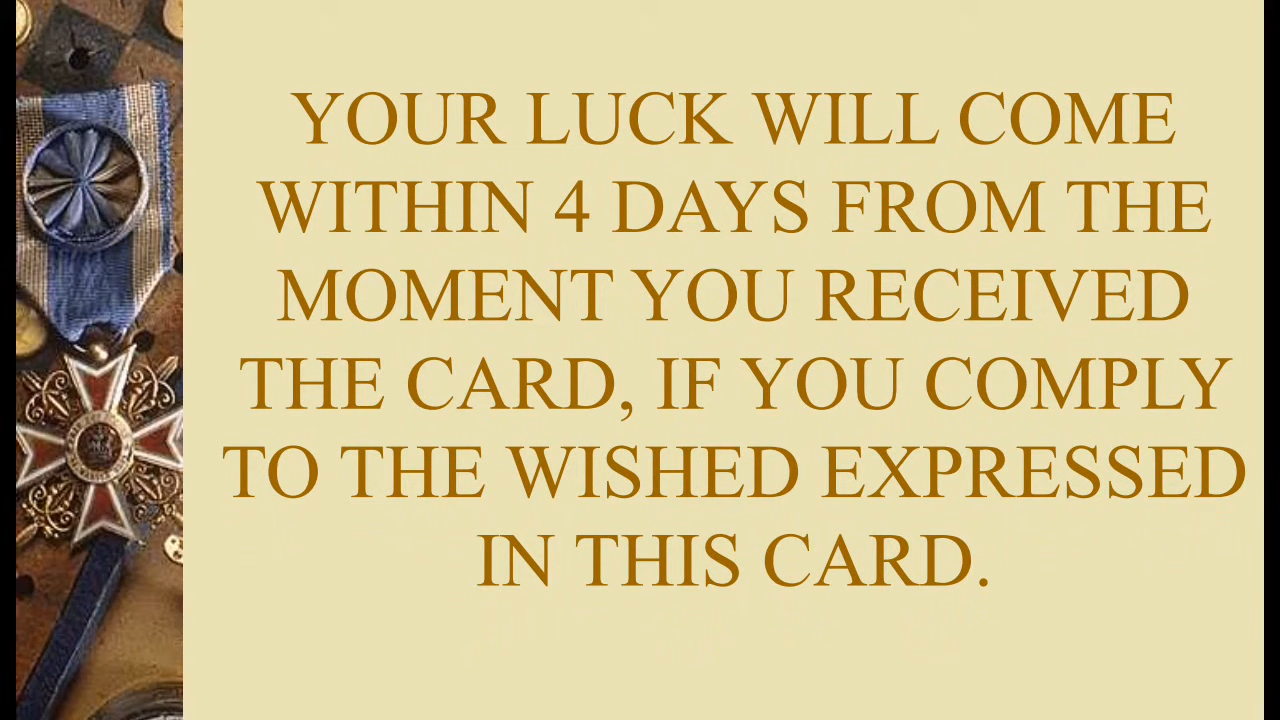 YOUR LUCK WILL COME
WITHIN 4 DAYS FROM THE
MOMENT YOU RECEIVED
THE CARD, IF YOU COMPLY
TO THE WISHED EXPRESSED
IN THIS CARD.